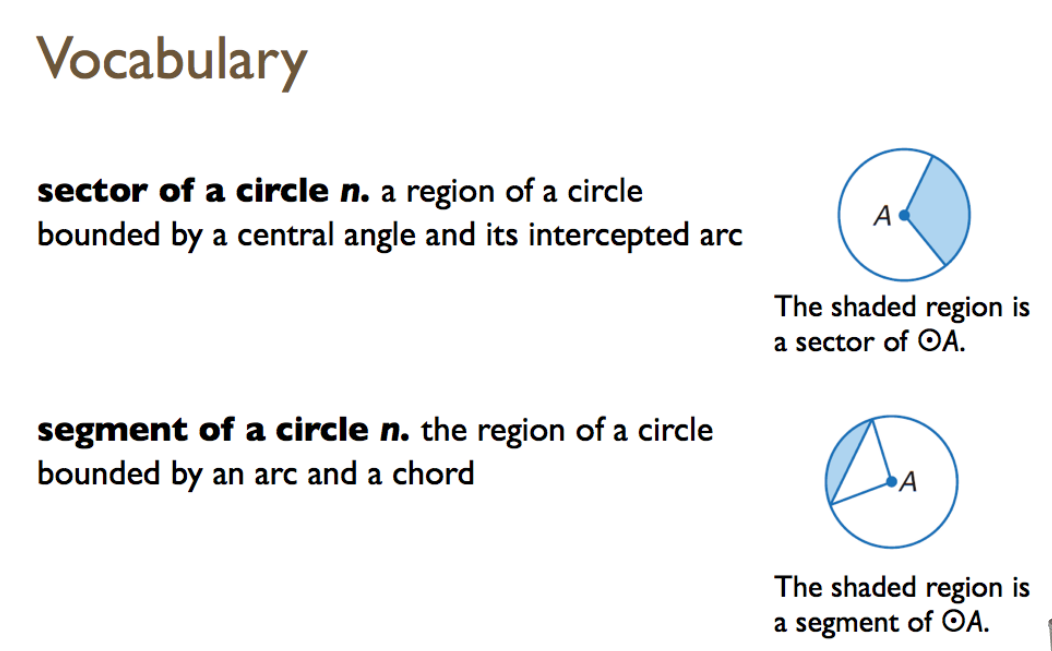 Vocabulary
sector of a circle n. a region of a circle
bounded by a central angle and its intercepted arc
A
The shaded region is
a sector of ⊙A.
segment of a circle n. the region of a circle
bounded by an arc and a chord
A
The shaded region is
a segment of ⊙A.